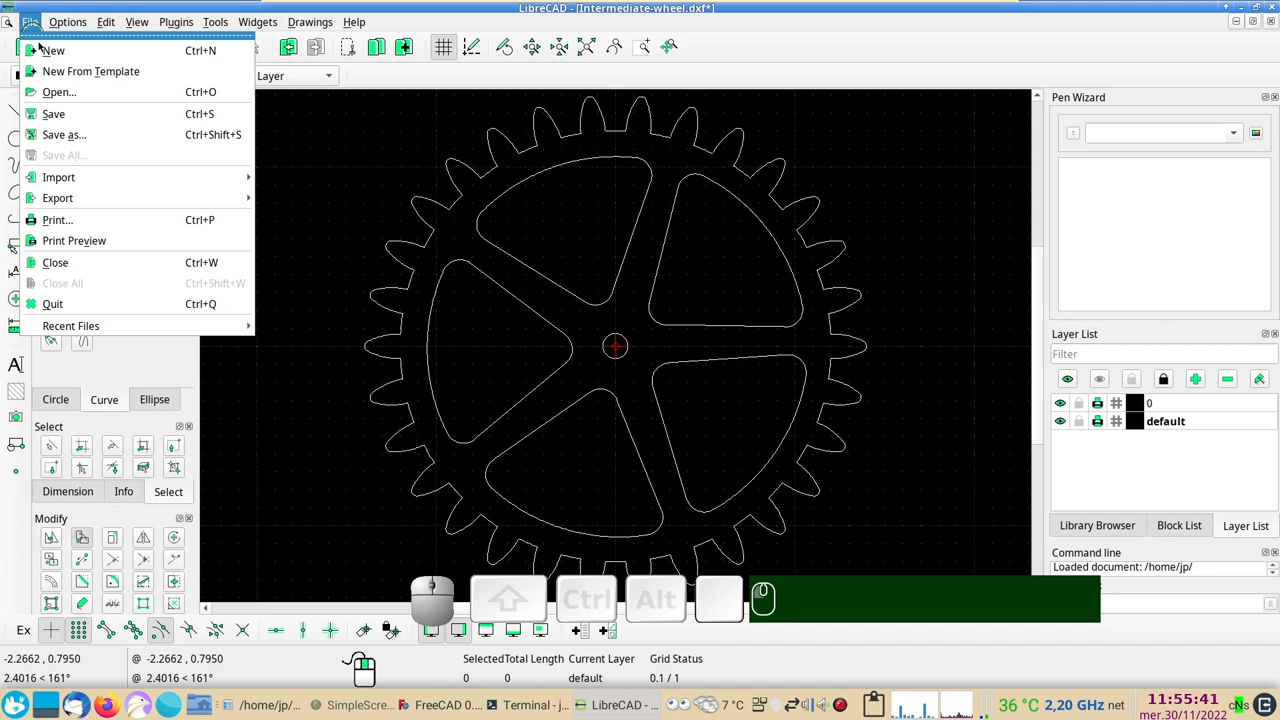 LibreCAD - [Intermediate-wheel.dxf*]
File Options Edit View Plugins Tools Widgets Drawings Help
New Ctrl+N
New From Template
Open... Ctrl+O
Save Ctrl+S
Save as... Ctrl+Shift+S
Save All...
Import
Export
Print... Ctrl+P
Print Preview
Close Ctrl+W
Close All Ctrl+Shift+W
Quit Ctrl+Q
Recent Files
Layer
Pen Wizard
Layer List
Filter
0
default
Library Browser Block List Layer List
Command line
Loaded document: /home/jp/
Circle Curve Ellipse
Select
Dimension Info Select
Modify
Ctrl Alt
Ex
-2.2662 , 0.7950 @ -2.2662 , 0.7950 Selected Total Length Current Layer Grid Status
2.4016 < 161° @ 2.4016 < 161° 0 0 default 0.1 / 1
/home/jp/... SimpleScre... FreeCAD 0... Terminal - j... LibreCAD - ... 7 °C 36 °C 2,20 GHz net 11:55:41
mer.30/11/2022